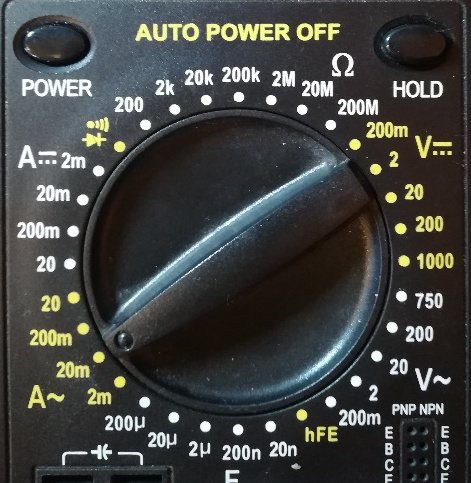 AUTO POWER OFF
POWER
HOLD
Ω
200
2k
20k
200k
2M
20M
200M
V⎓
200m
2
20
200
1000
750
200
20
2
200m
V~
A⎓
2m
20m
200m
20
20
200m
20m
2m
A~
200µ
20µ
2µ
200n
20n
F
hFE
PNP NPN
E E
B B
C C
E E